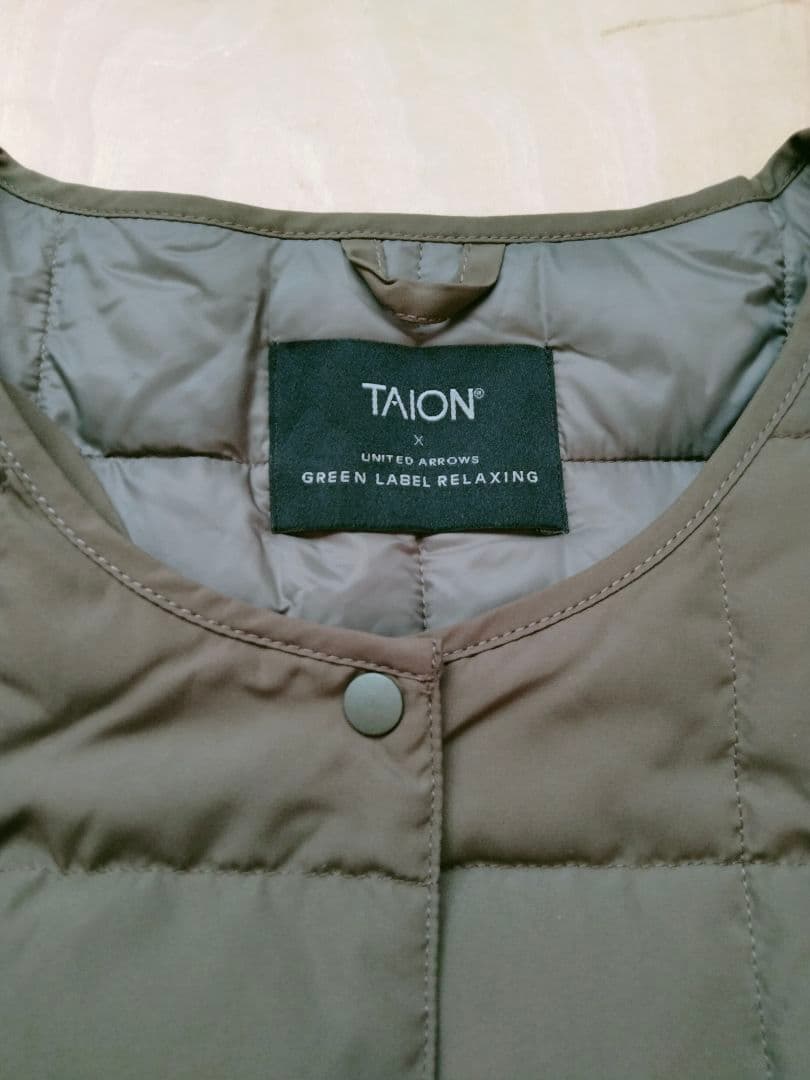 TAION®
X
UNITED ARROWS
GREEN LABEL RELAXING